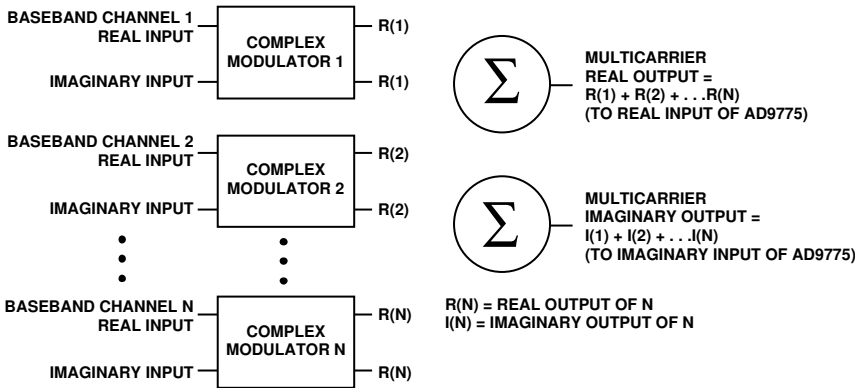 BASEBAND CHANNEL 1
REAL INPUT
IMAGINARY INPUT
COMPLEX
MODULATOR 1
R(1)
R(1)
BASEBAND CHANNEL 2
REAL INPUT
IMAGINARY INPUT
COMPLEX
MODULATOR 2
R(2)
R(2)
BASEBAND CHANNEL N
REAL INPUT
IMAGINARY INPUT
COMPLEX
MODULATOR N
R(N)
R(N)
Σ
MULTICARRIER
REAL OUTPUT =
R(1) + R(2) + . . .R(N)
(TO REAL INPUT OF AD9775)
Σ
MULTICARRIER
IMAGINARY OUTPUT =
I(1) + I(2) + . . .I(N)
(TO IMAGINARY INPUT OF AD9775)
R(N) = REAL OUTPUT OF N
I(N) = IMAGINARY OUTPUT OF N